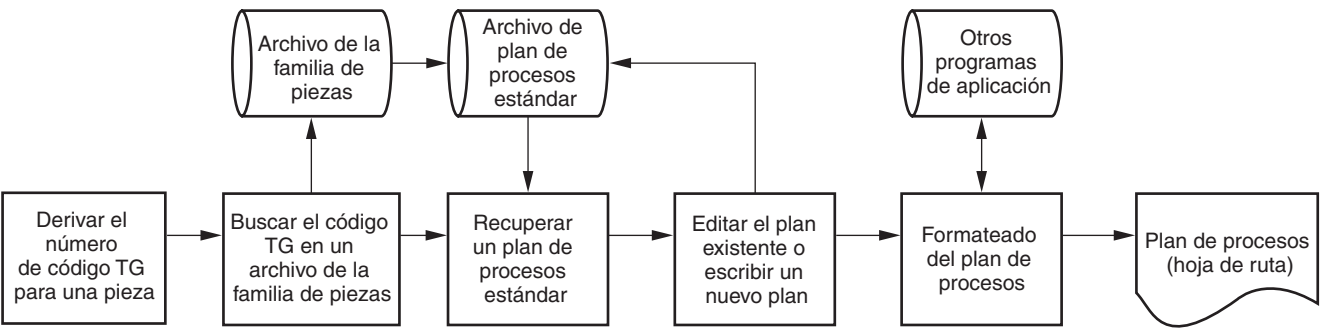 Archivo de la
familia de
piezas
Archivo de
plan de
procesos
estándar
Otros
programas
de aplicación
Derivar el
número
de código TG
para una pieza
Buscar el código
TG en un
archivo de la
familia de piezas
Recuperar
un plan de
procesos
estándar
Editar el plan
existente o
escribir un
nuevo plan
Formateado
del plan de
procesos
Plan de procesos
(hoja de ruta)